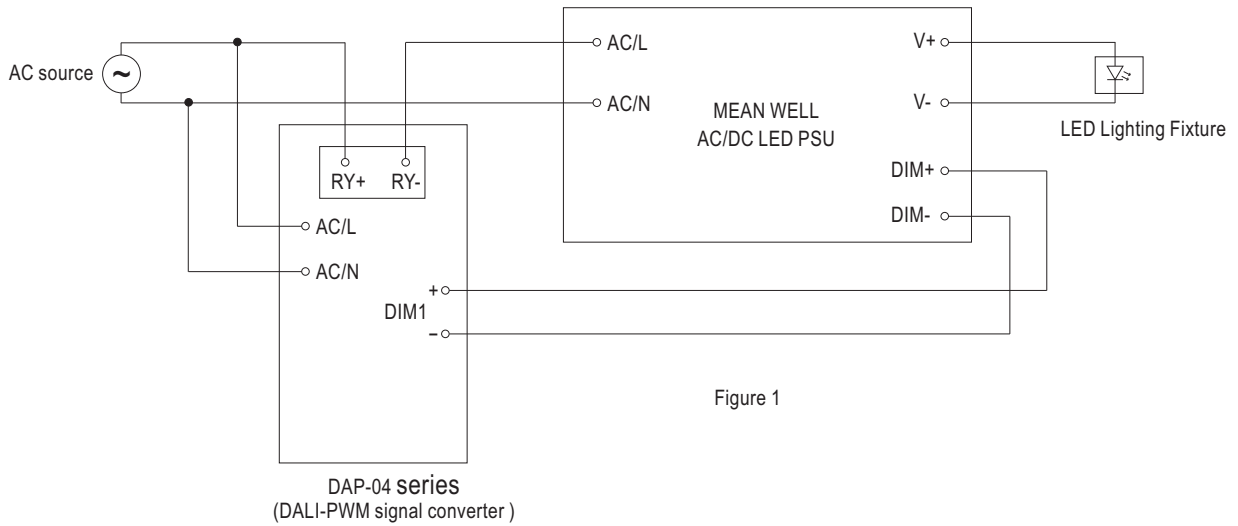 AC source
~
AC/L
AC/N
MEAN WELL
AC/DC LED PSU
V+
V-
DIM+
DIM-
LED Lighting Fixture
RY+ RY-
AC/L
AC/N
+
DIM1
-
Figure 1
DAP-04 series
(DALI-PWM signal converter )